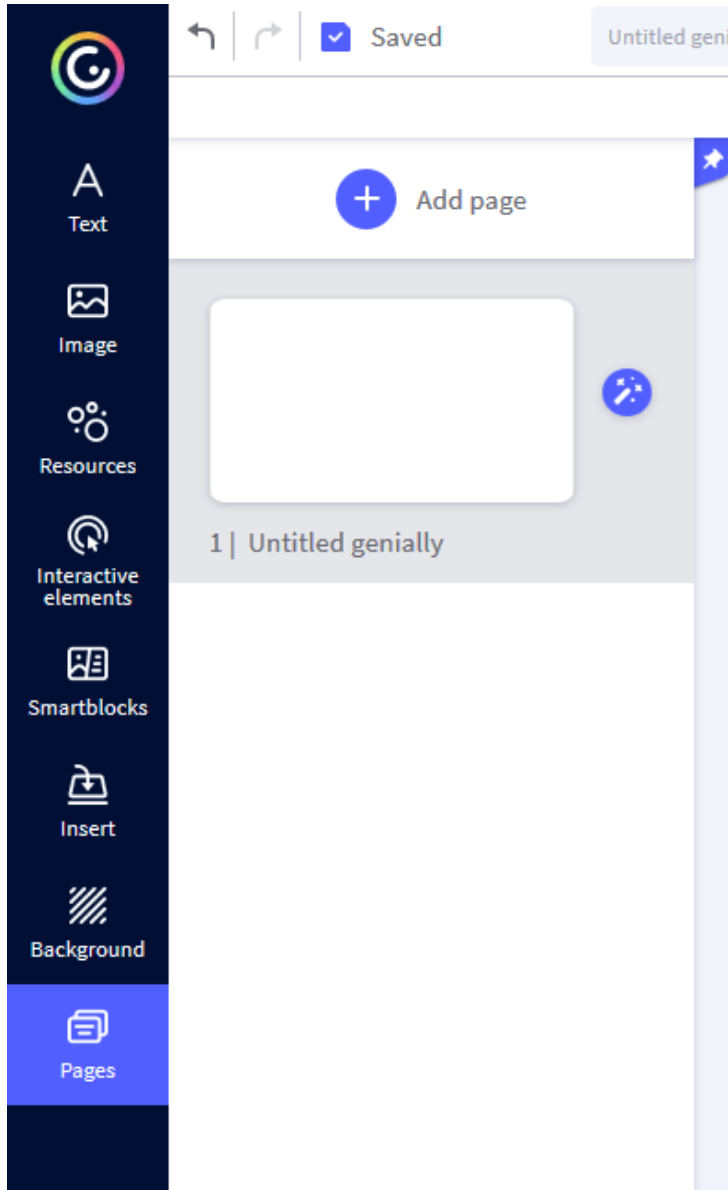 Saved
Untitled geni
Add page
Text
Image
Resources
Interactive
elements
Smartblocks
Insert
Background
Pages
1 | Untitled genially